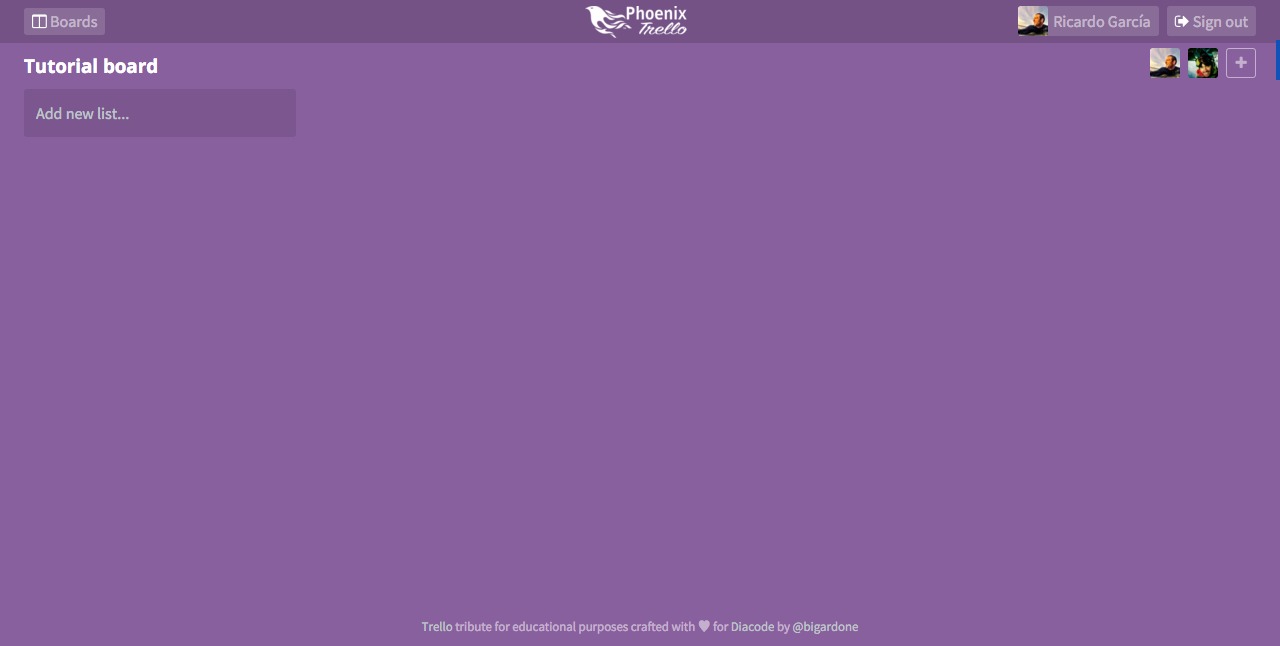 Boards
Phoenix
Trello
Ricardo García
Sign out
Tutorial board
Add new list...
Trello tribute for educational purposes crafted with ♥ for Diacode by @bigardone